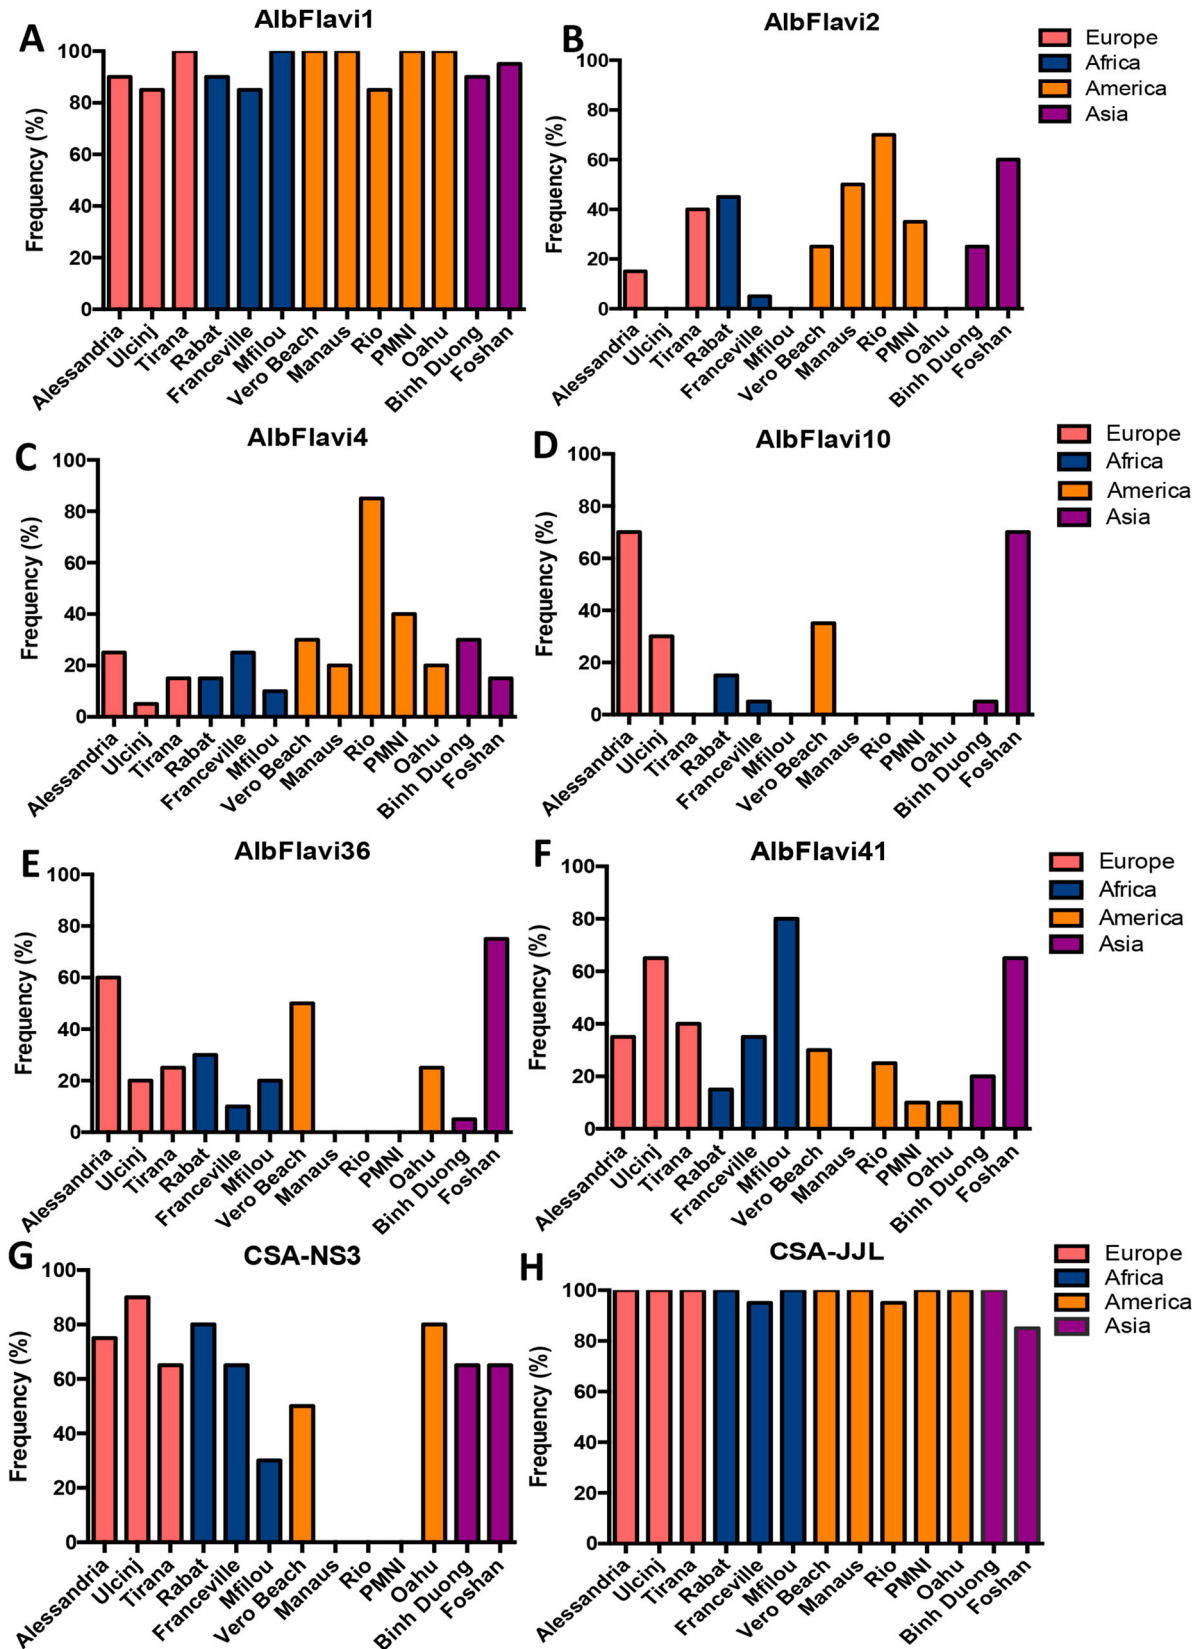 A
AlbFlavi1
Frequency (%)
100
80
60
40
20
0
Alessandria
Ulcinj
Tirana
Rabat
Franceville
Mfilou
Vero Beach
Manaus
Rio
PMNI
Oahu
Binh Duong
Foshan
B
AlbFlavi2
Frequency (%)
100
80
60
40
20
0
Alessandria
Ulcinj
Tirana
Rabat
Franceville
Mfilou
Vero Beach
Manaus
Rio
PMNI
Oahu
Binh Duong
Foshan
Europe
Africa
America
Asia
C
AlbFlavi4
Frequency (%)
100
80
60
40
20
0
Alessandria
Ulcinj
Tirana
Rabat
Franceville
Mfilou
Vero Beach
Manaus
Rio
PMNI
Oahu
Binh Duong
Foshan
D
AlbFlavi10
Frequency (%)
100
80
60
40
20
0
Alessandria
Ulcinj
Tirana
Rabat
Franceville
Mfilou
Vero Beach
Manaus
Rio
PMNI
Oahu
Binh Duong
Foshan
Europe
Africa
America
Asia
E
AlbFlavi36
Frequency (%)
100
80
60
40
20
0
Alessandria
Ulcinj
Tirana
Rabat
Franceville
Mfilou
Vero Beach
Manaus
Rio
PMNI
Oahu
Binh Duong
Foshan
F
AlbFlavi41
Frequency (%)
100
80
60
40
20
0
Alessandria
Ulcinj
Tirana
Rabat
Franceville
Mfilou
Vero Beach
Manaus
Rio
PMNI
Oahu
Binh Duong
Foshan
Europe
Africa
America
Asia
G
CSA-NS3
Frequency (%)
100
80
60
40
20
0
Alessandria
Ulcinj
Tirana
Rabat
Franceville
Mfilou
Vero Beach
Manaus
Rio
PMNI
Oahu
Binh Duong
Foshan
H
CSA-JJL
Frequency (%)
100
80
60
40
20
0
Alessandria
Ulcinj
Tirana
Rabat
Franceville
Mfilou
Vero Beach
Manaus
Rio
PMNI
Oahu
Binh Duong
Foshan
Europe
Africa
America
Asia